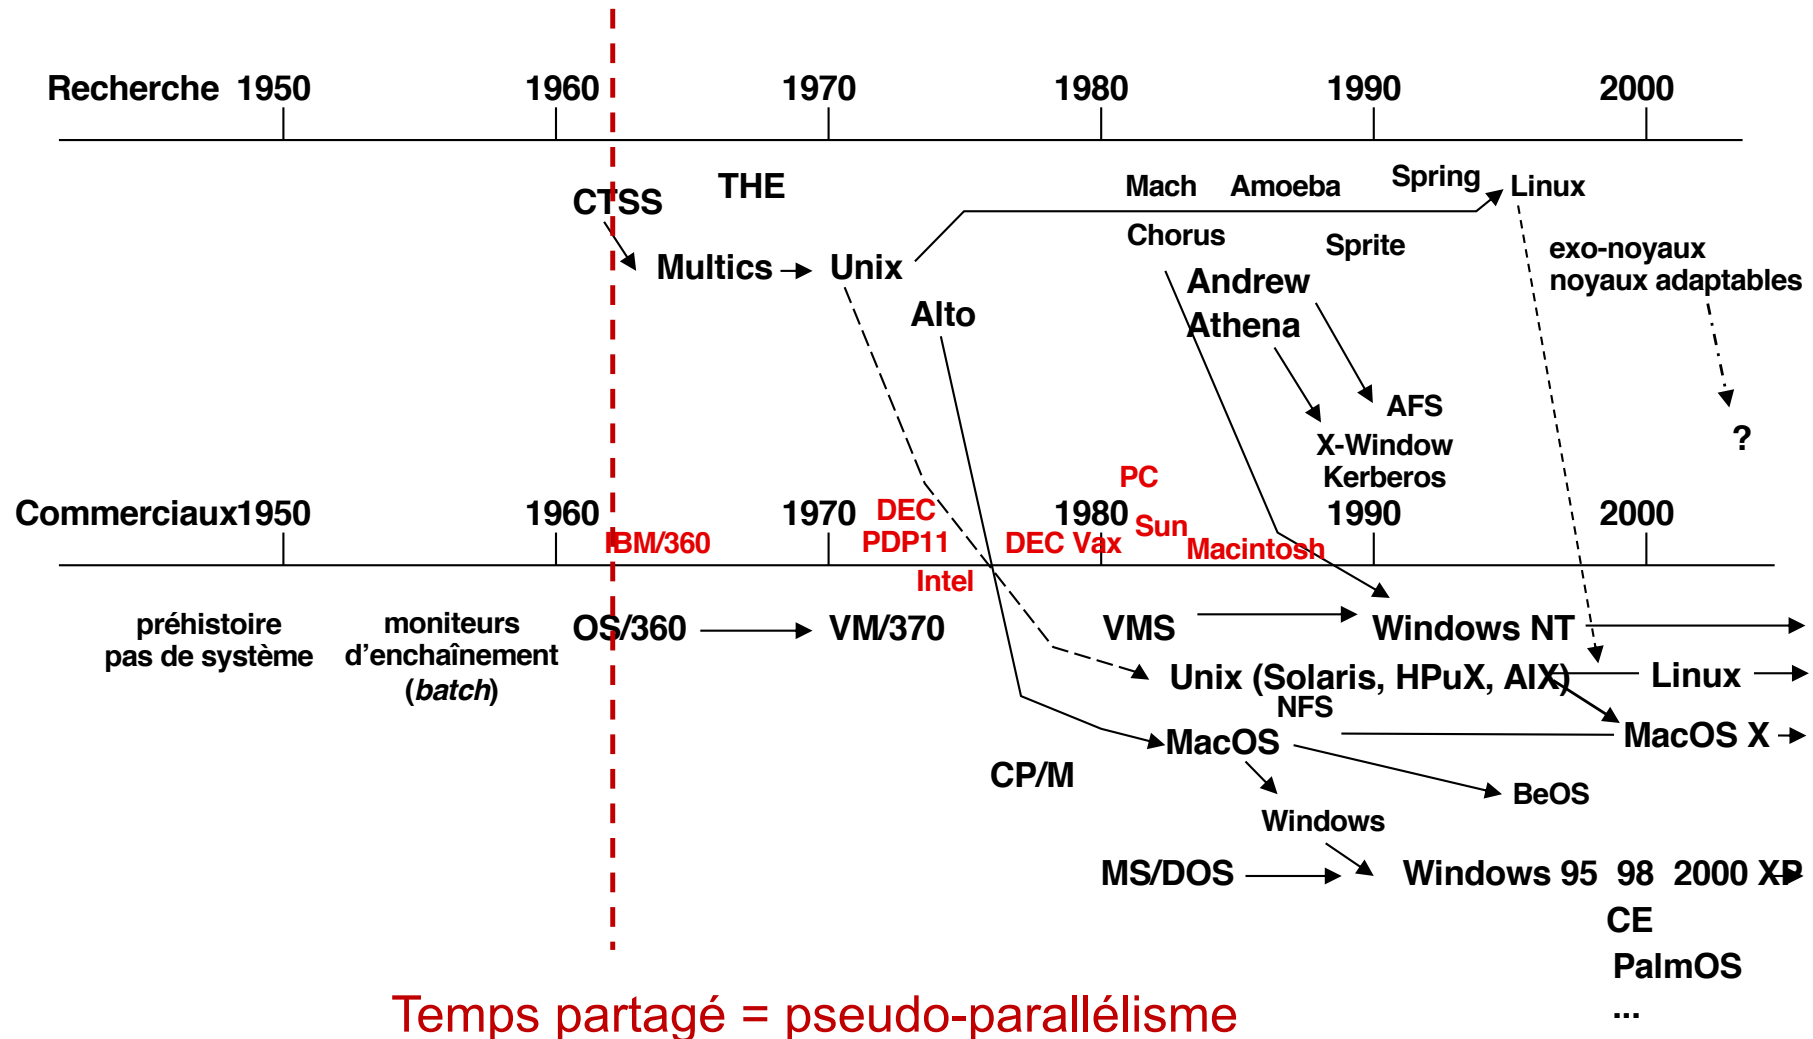 Recherche 1950 1960 1970 1980 1990 2000
THE Mach Amoeba Spring Linux
CTSS
Chorus Sprite exo-noyaux
Multics Unix Andrew noyaux adaptables
Alto Athena
AFS
X-Window ?
Kerberos
PC
Commerciaux 1950 1960 1970 DEC 1980 Sun 1990 2000
IBM/360 PDP11 DEC Vax Macintosh
Intel
préhistoire moniteurs OS/360 VM/370 VMS Windows NT
pas de système d'enchaînement
(batch) Unix (Solaris, HPuX, AIX) Linux
NFS
MacOS MacOS X
CP/M BeOS
Windows
MS/DOS Windows 95 98 2000 XP
CE
PalmOS
...
Temps partagé = pseudo-parallélisme